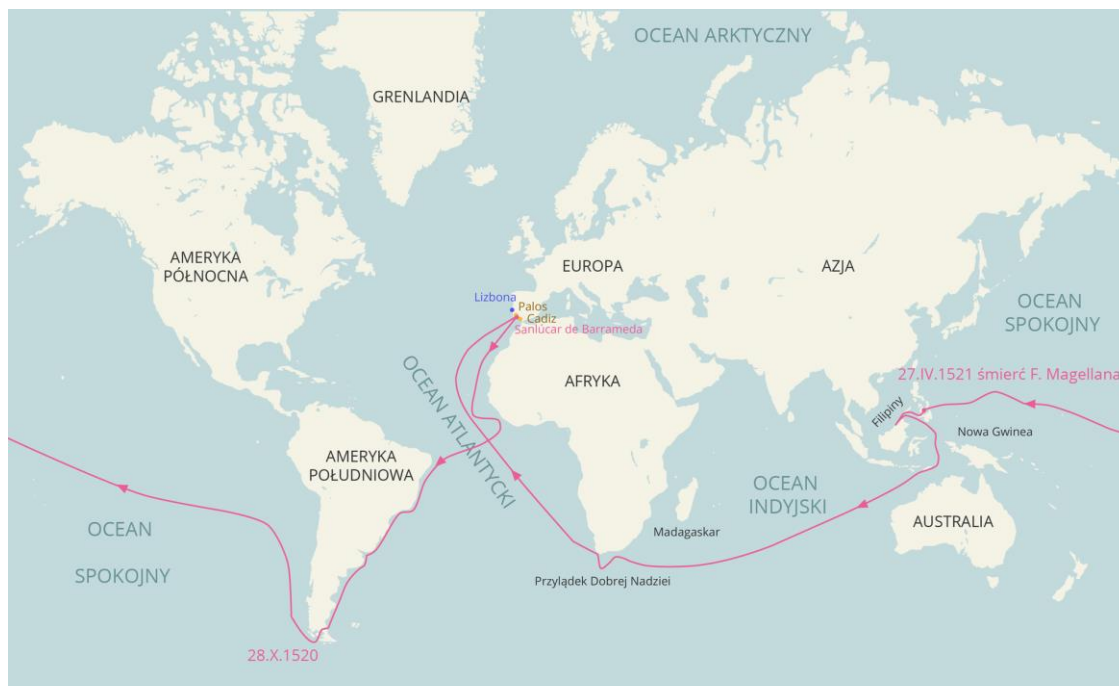 OCEAN ARKTYCZNY
GRENLANDIA
AMERYKA
PÓŁNOCNA
EUROPA
AZJA
Lizbona
Palos
Cadiz
Sanlúcar de Barrameda
OCEAN
SPOKOJNY
OCEAN ATLANTYCKI
AFRYKA
27.IV.1521 śmierć F. Magellana
Filipiny
Nowa Gwinea
AMERYKA
POŁUDNIOWA
OCEAN
INDYJSKI
AUSTRALIA
Madagaskar
OCEAN
SPOKOJNY
Przylądek Dobrej Nadziei
28.X.1520